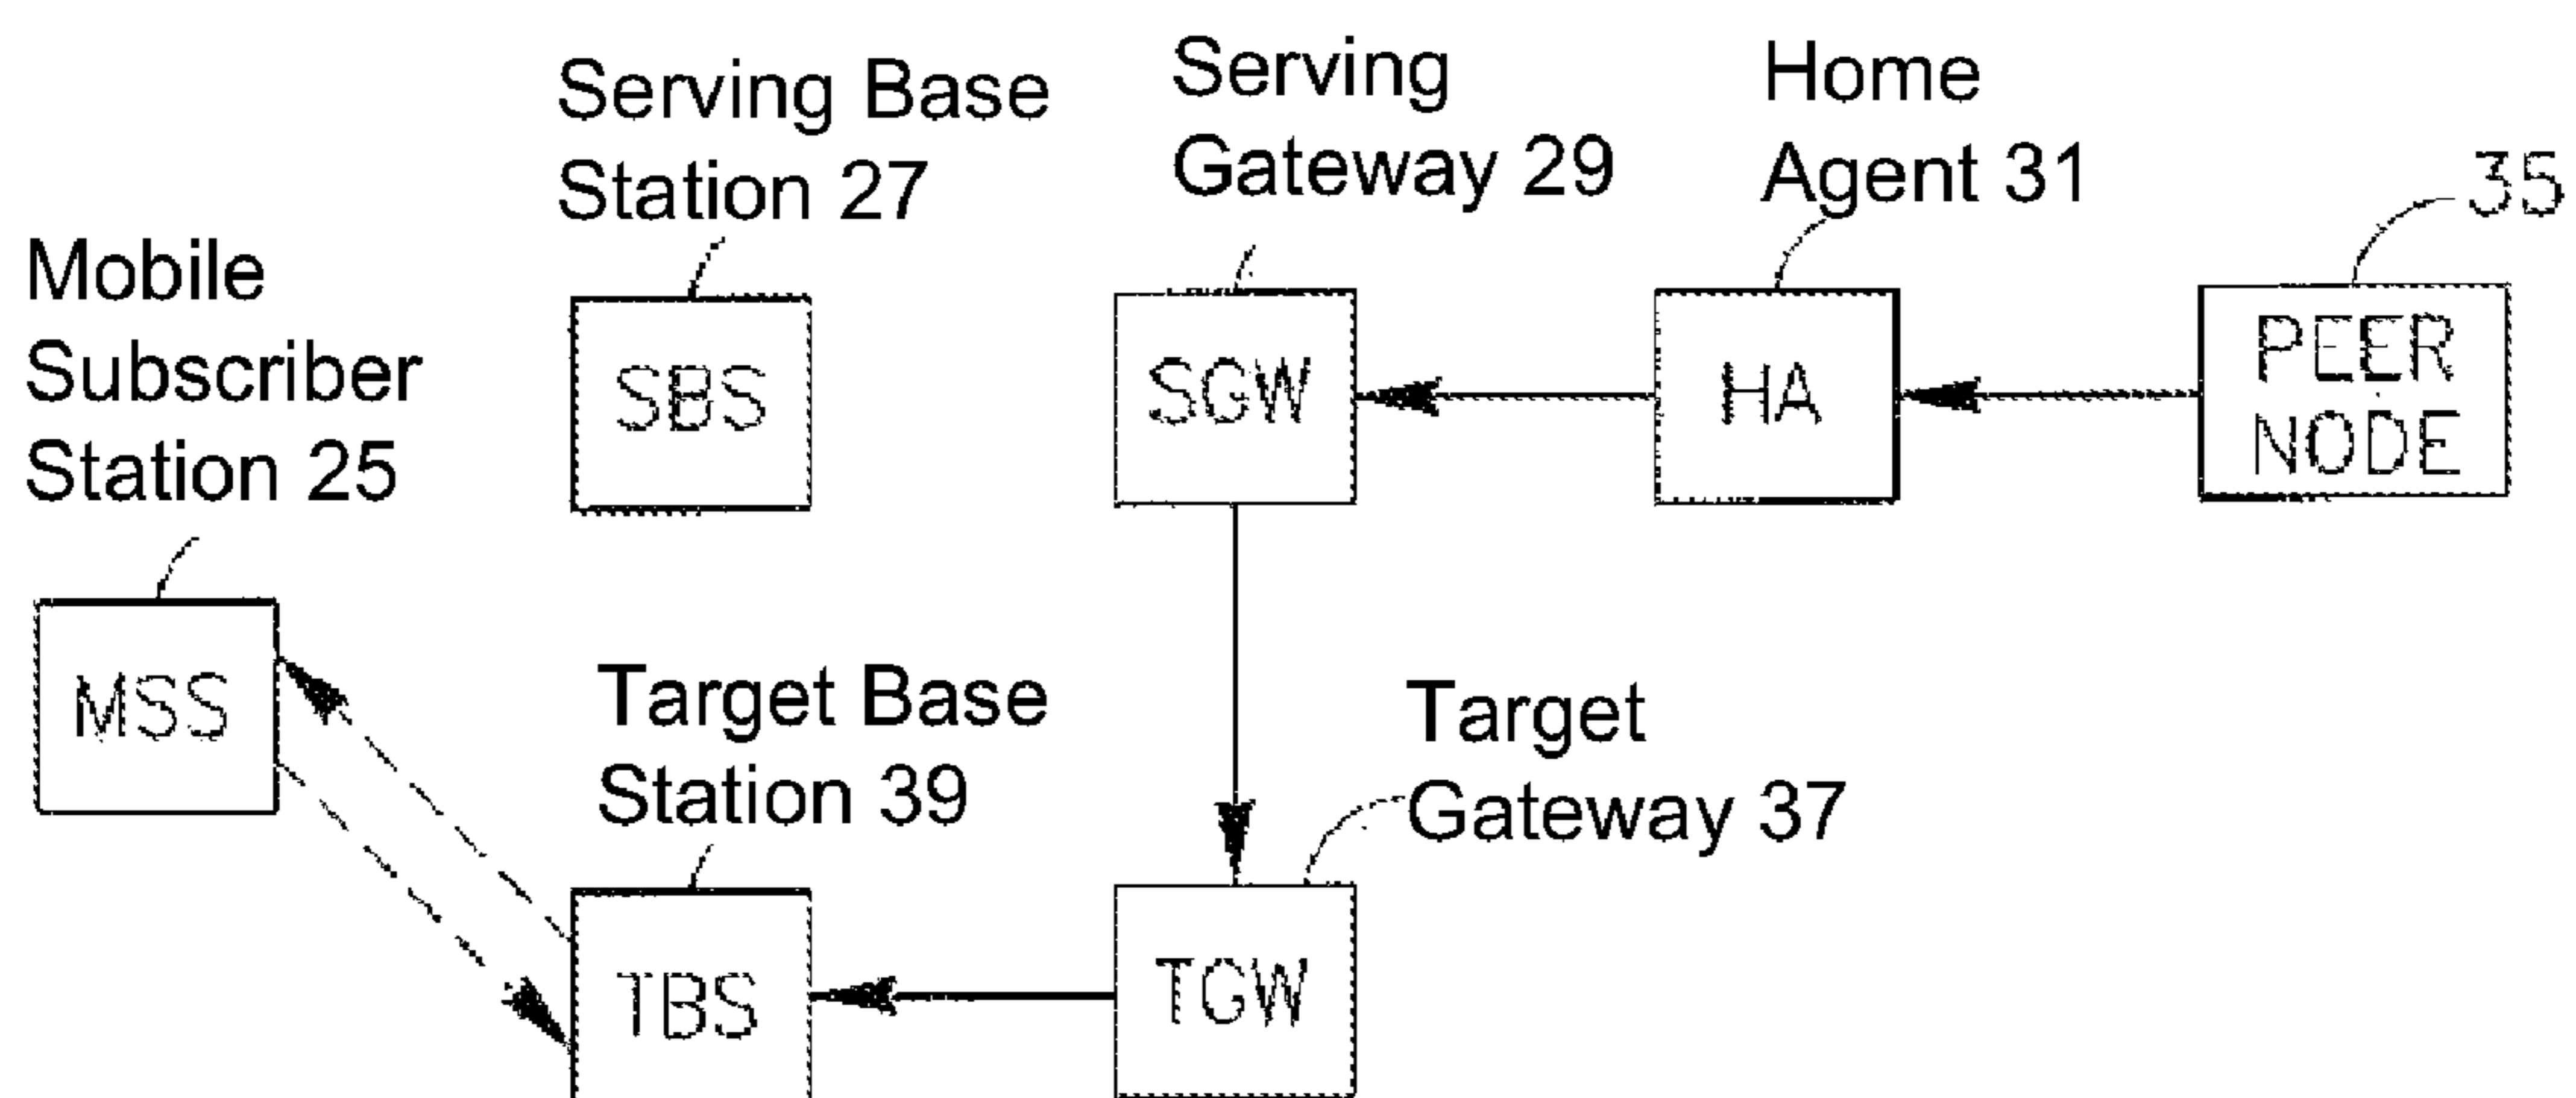 Serving Base
Station 27
Serving
Gateway 29
Home
Agent 31
35
Mobile
Subscriber
Station 25
SBS
SGW
HA
PEER
NODE
MSS
Target Base
Station 39
Target
Gateway 37
TBS
TGW